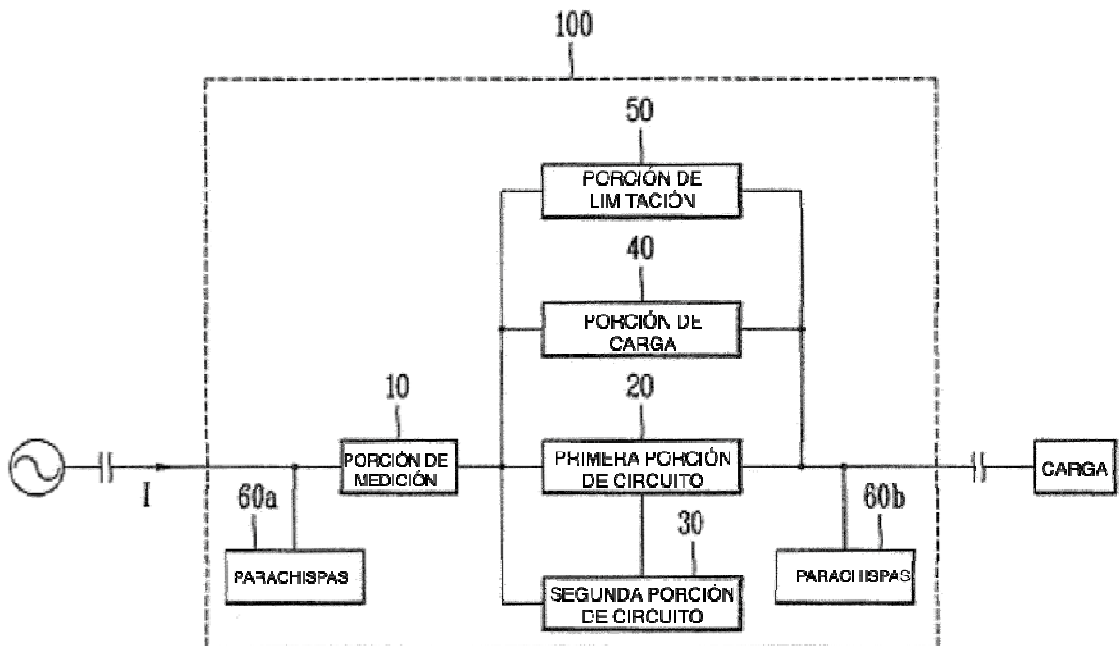 100
50
PORCIÓN DE
LIMITACIÓN
40
PORCIÓN DE
CARGA
10
20
PORCIÓN DE
MEDICIÓN
PRIMERA PORCIÓN
DE CIRCUITO
CARGA
I
60a
30
60b
PARACHISPAS
SEGUNDA PORCIÓN
DE CIRCUITO
PARACHISPAS